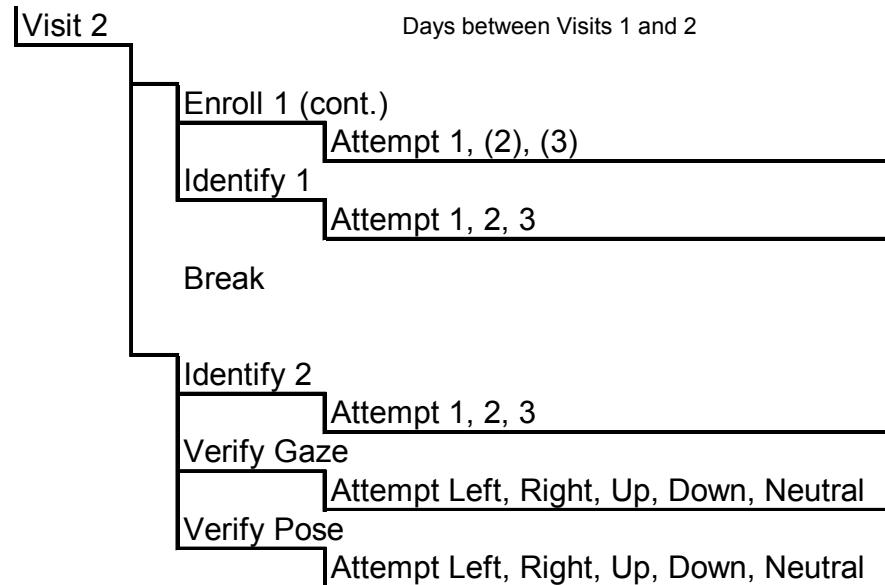 Visit 2
Days between Visits 1 and 2
Enroll 1 (cont.)
Attempt 1, (2), (3)
Identify 1
Attempt 1, 2, 3
Break
Identify 2
Attempt 1, 2, 3
Verify Gaze
Attempt Left, Right, Up, Down, Neutral
Verify Pose
Attempt Left, Right, Up, Down, Neutral